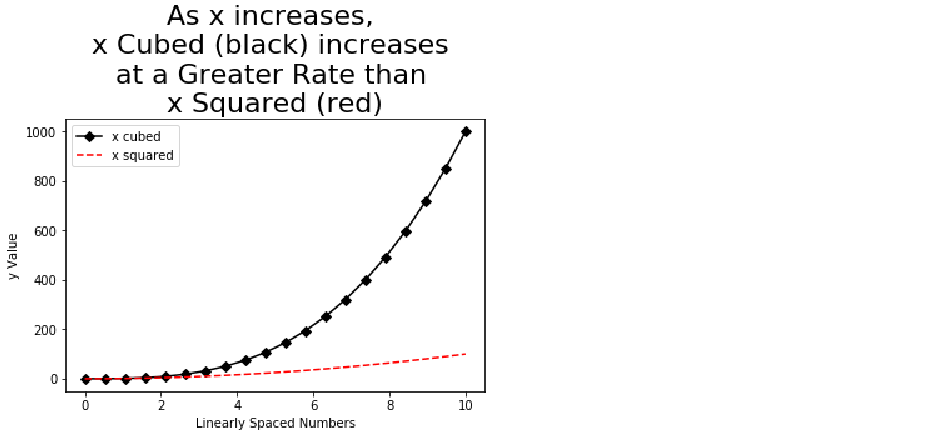 As x increases,
x Cubed (black) increases
at a Greater Rate than
x Squared (red)
x cubed
x squared
1000
800
600
400
200
0
y Value
0 2 4 6 8 10
Linearly Spaced Numbers